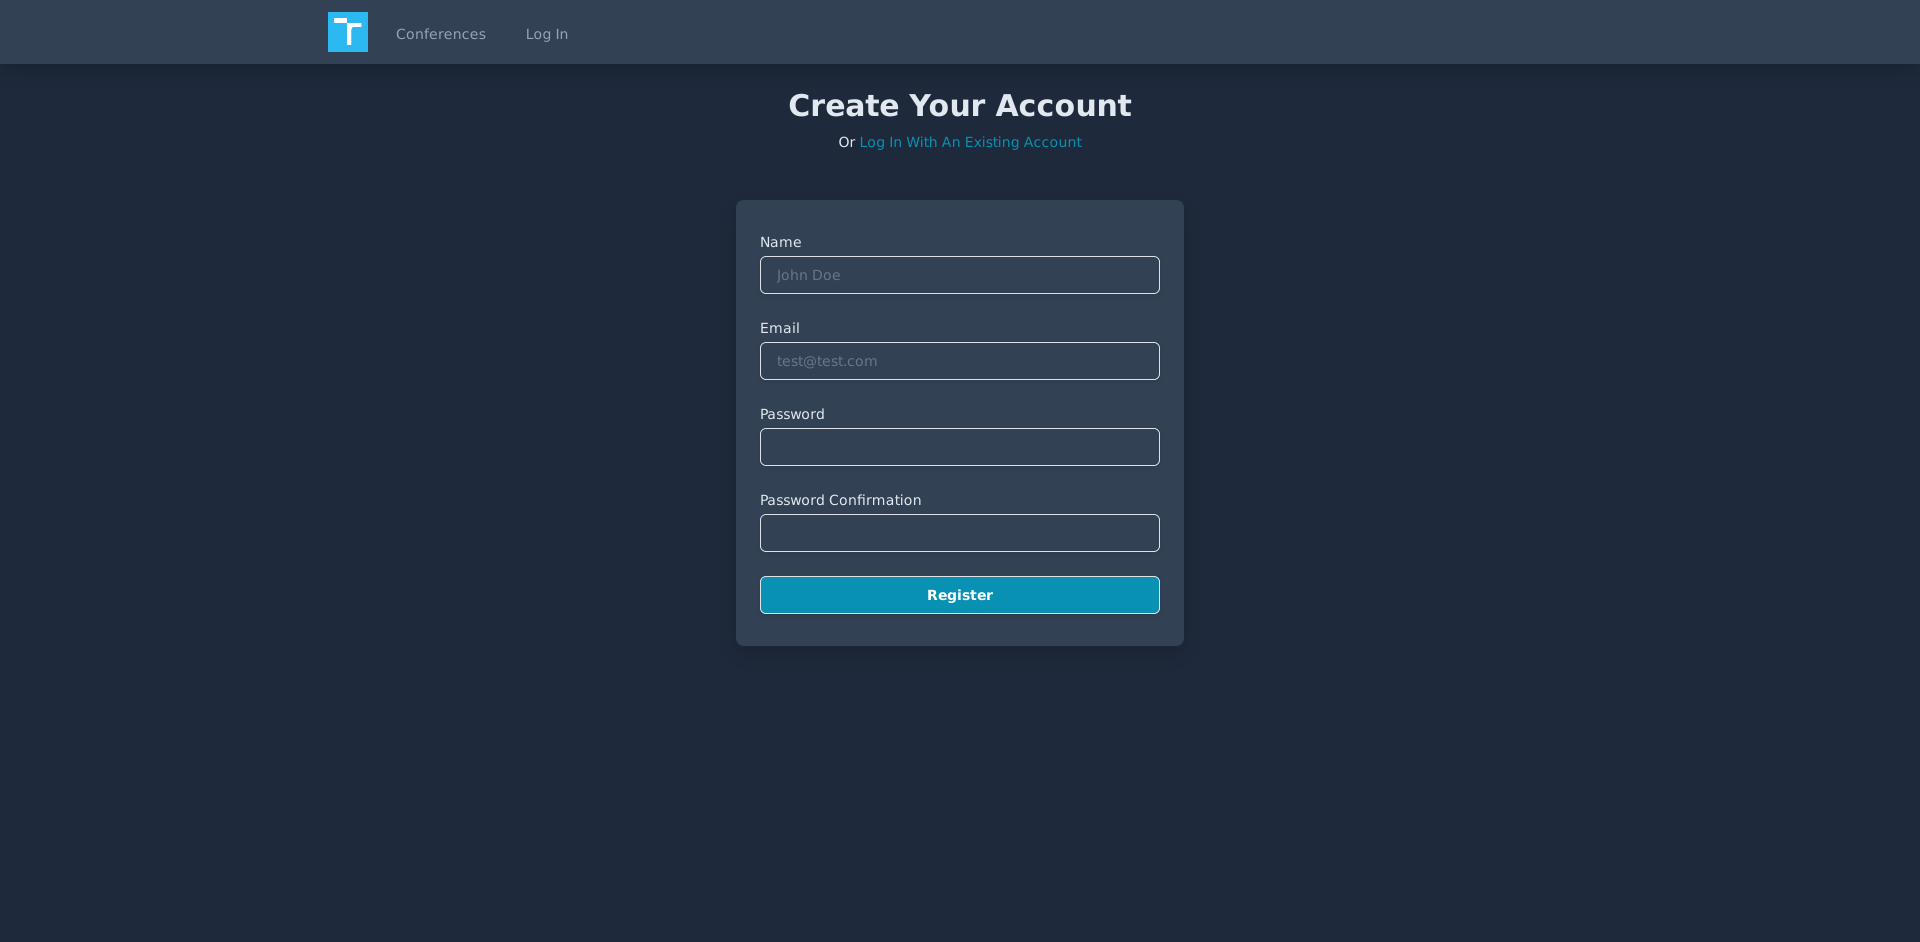 Conferences
Log In
Create Your Account
Or Log In With An Existing Account
Name
John Doe
Email
test@test.com
Password
Password Confirmation
Register